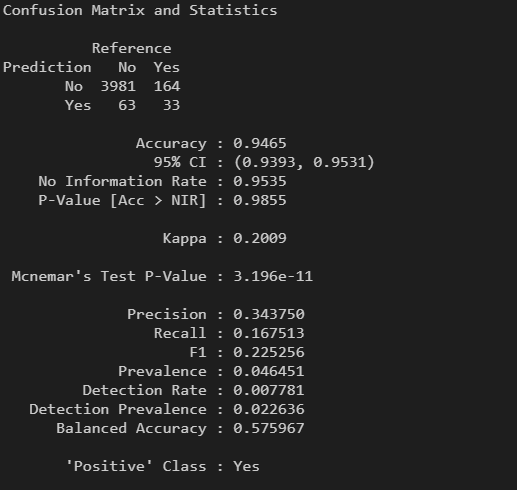 Confusion Matrix and Statistics
Reference
Prediction No Yes
No 3981 164
Yes 63 33
Accuracy : 0.9465
95% CI : (0.9393, 0.9531)
No Information Rate : 0.9535
P-Value [Acc > NIR] : 0.9855
Kappa : 0.2009
Mcnemar's Test P-Value : 3.196e-11
Precision : 0.343750
Recall : 0.167513
F1 : 0.225256
Prevalence : 0.046451
Detection Rate : 0.007781
Detection Prevalence : 0.022636
Balanced Accuracy : 0.575967
'Positive' Class : Yes